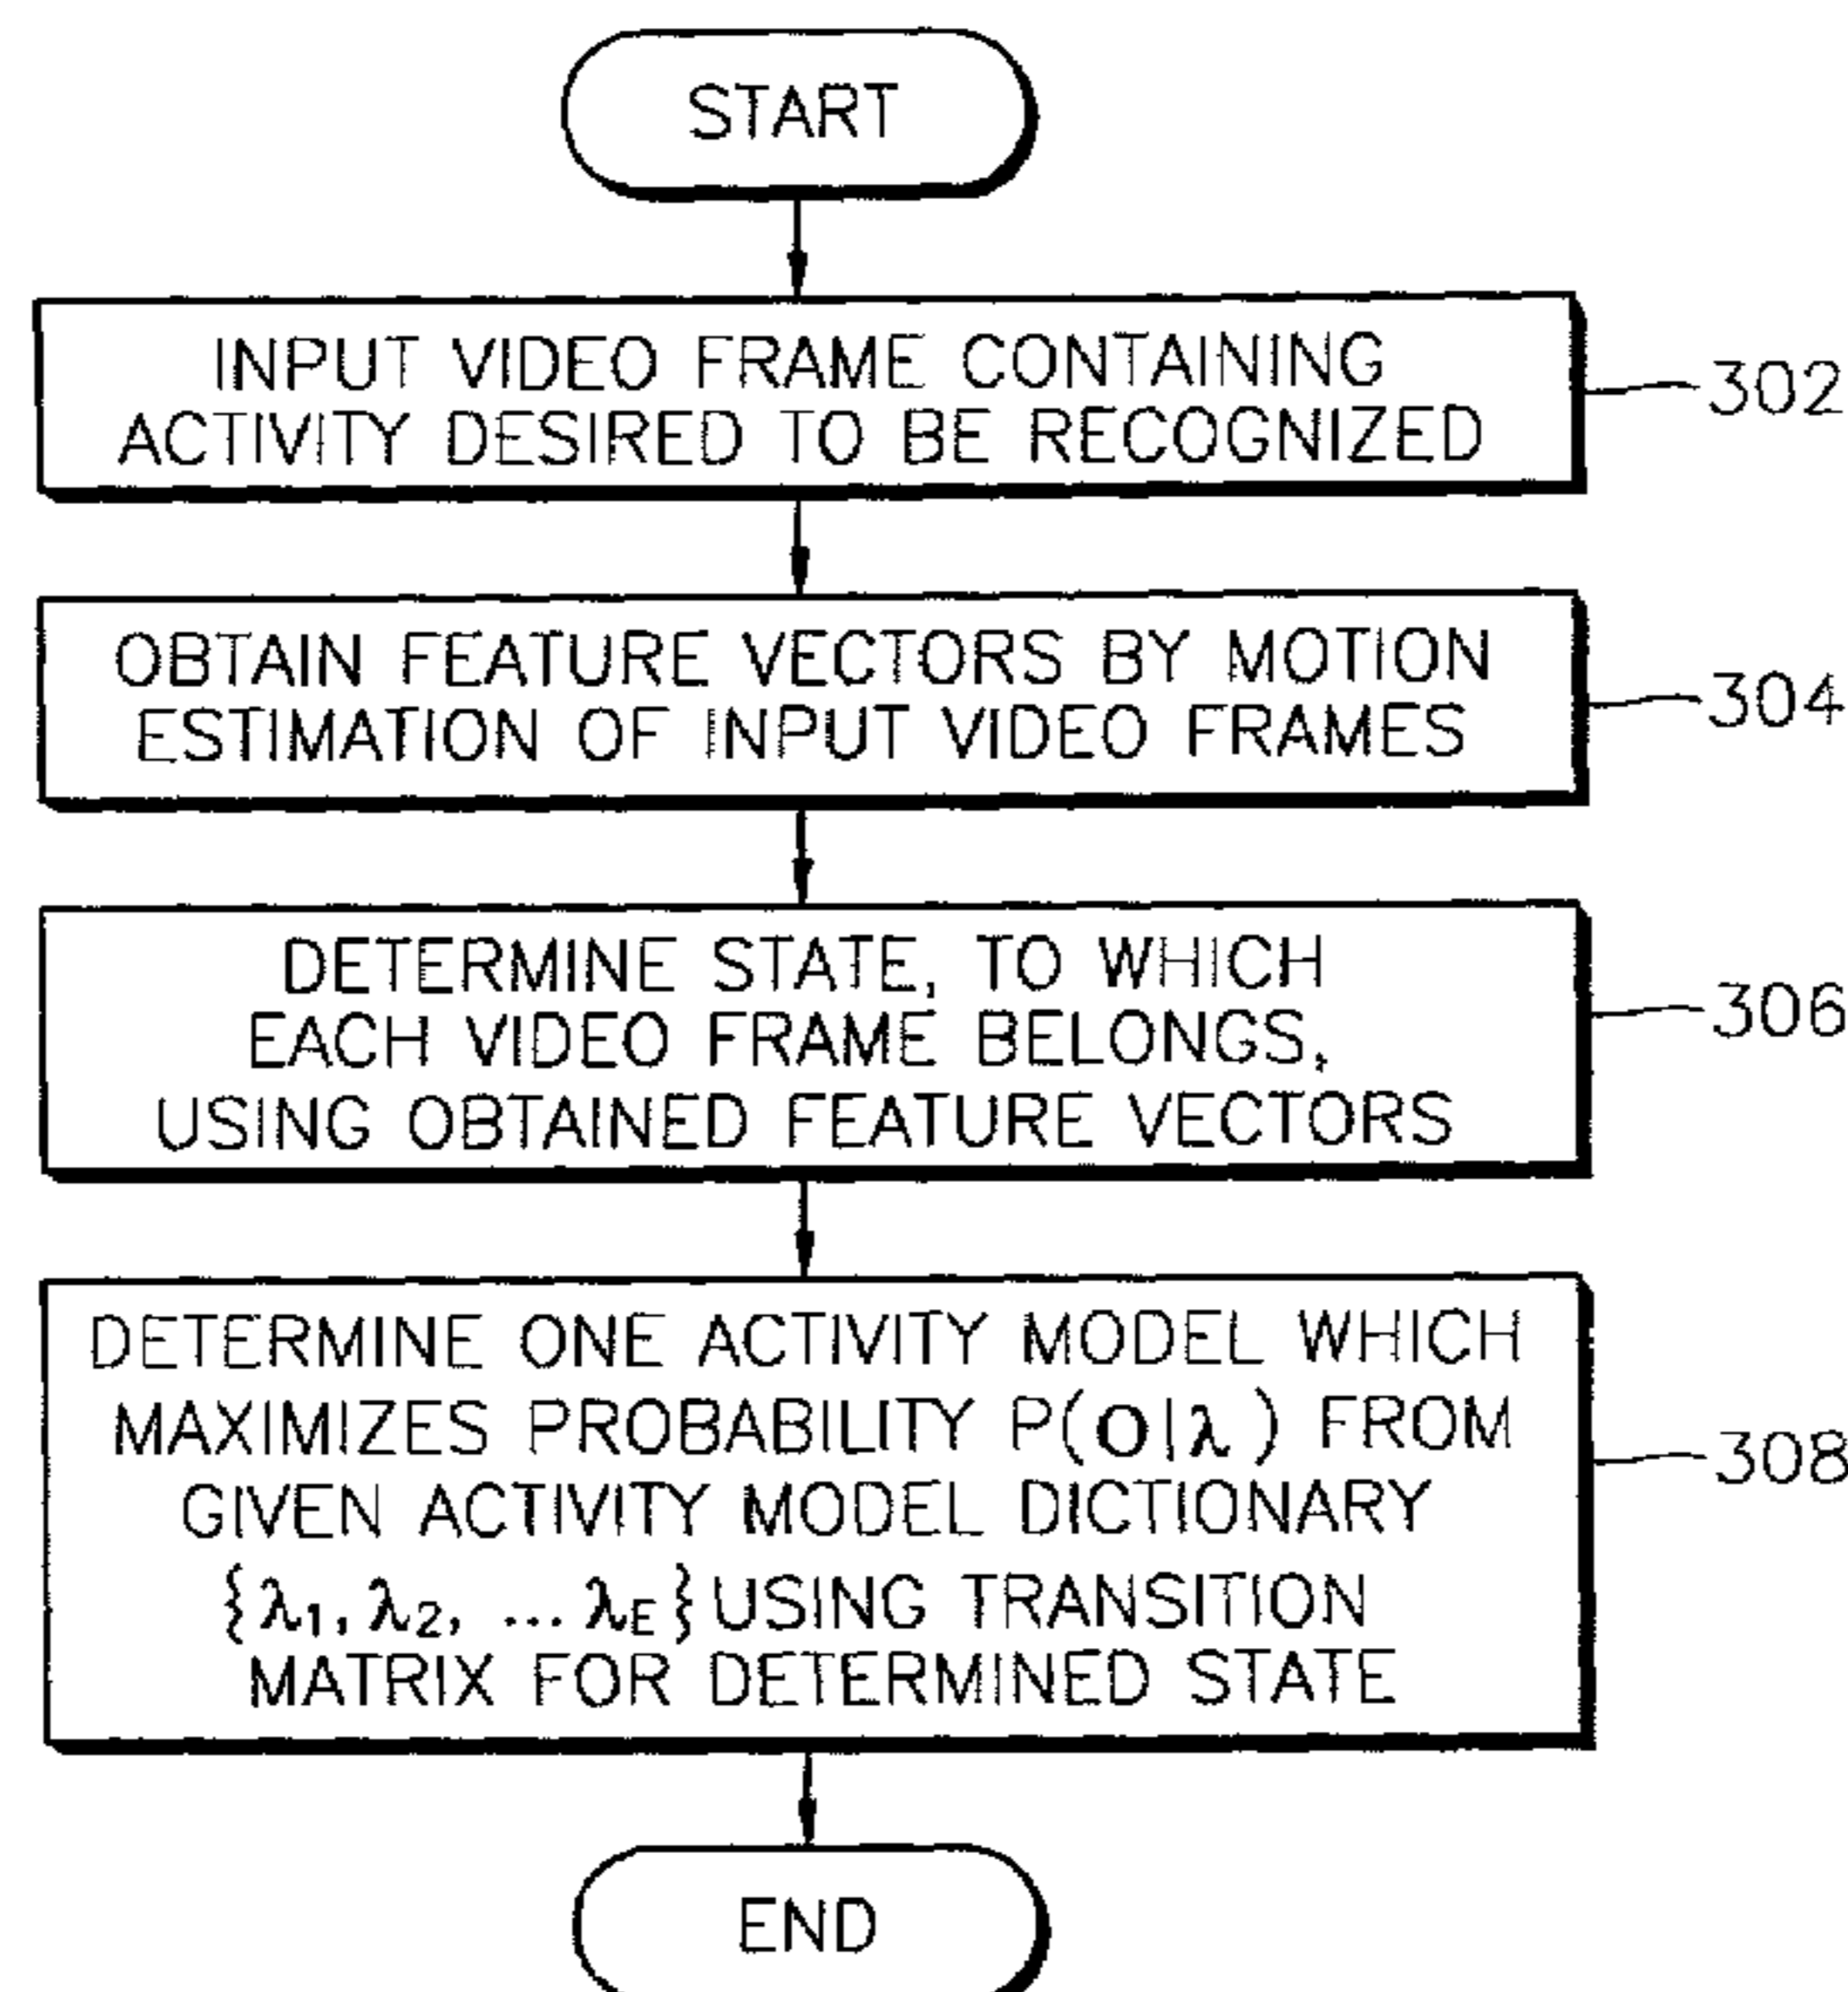 START
INPUT VIDEO FRAME CONTAINING
ACTIVITY DESIRED TO BE RECOGNIZED
302
OBTAIN FEATURE VECTORS BY MOTION
ESTIMATION OF INPUT VIDEO FRAMES
304
DETERMINE STATE, TO WHICH
EACH VIDEO FRAME BELONGS,
USING OBTAINED FEATURE VECTORS
306
DETERMINE ONE ACTIVITY MODEL WHICH
MAXIMIZES PROBABILITY P(O|λ) FROM
GIVEN ACTIVITY MODEL DICTIONARY
{λ₁, λ₂, ... λE} USING TRANSITION
MATRIX FOR DETERMINED STATE
308
END